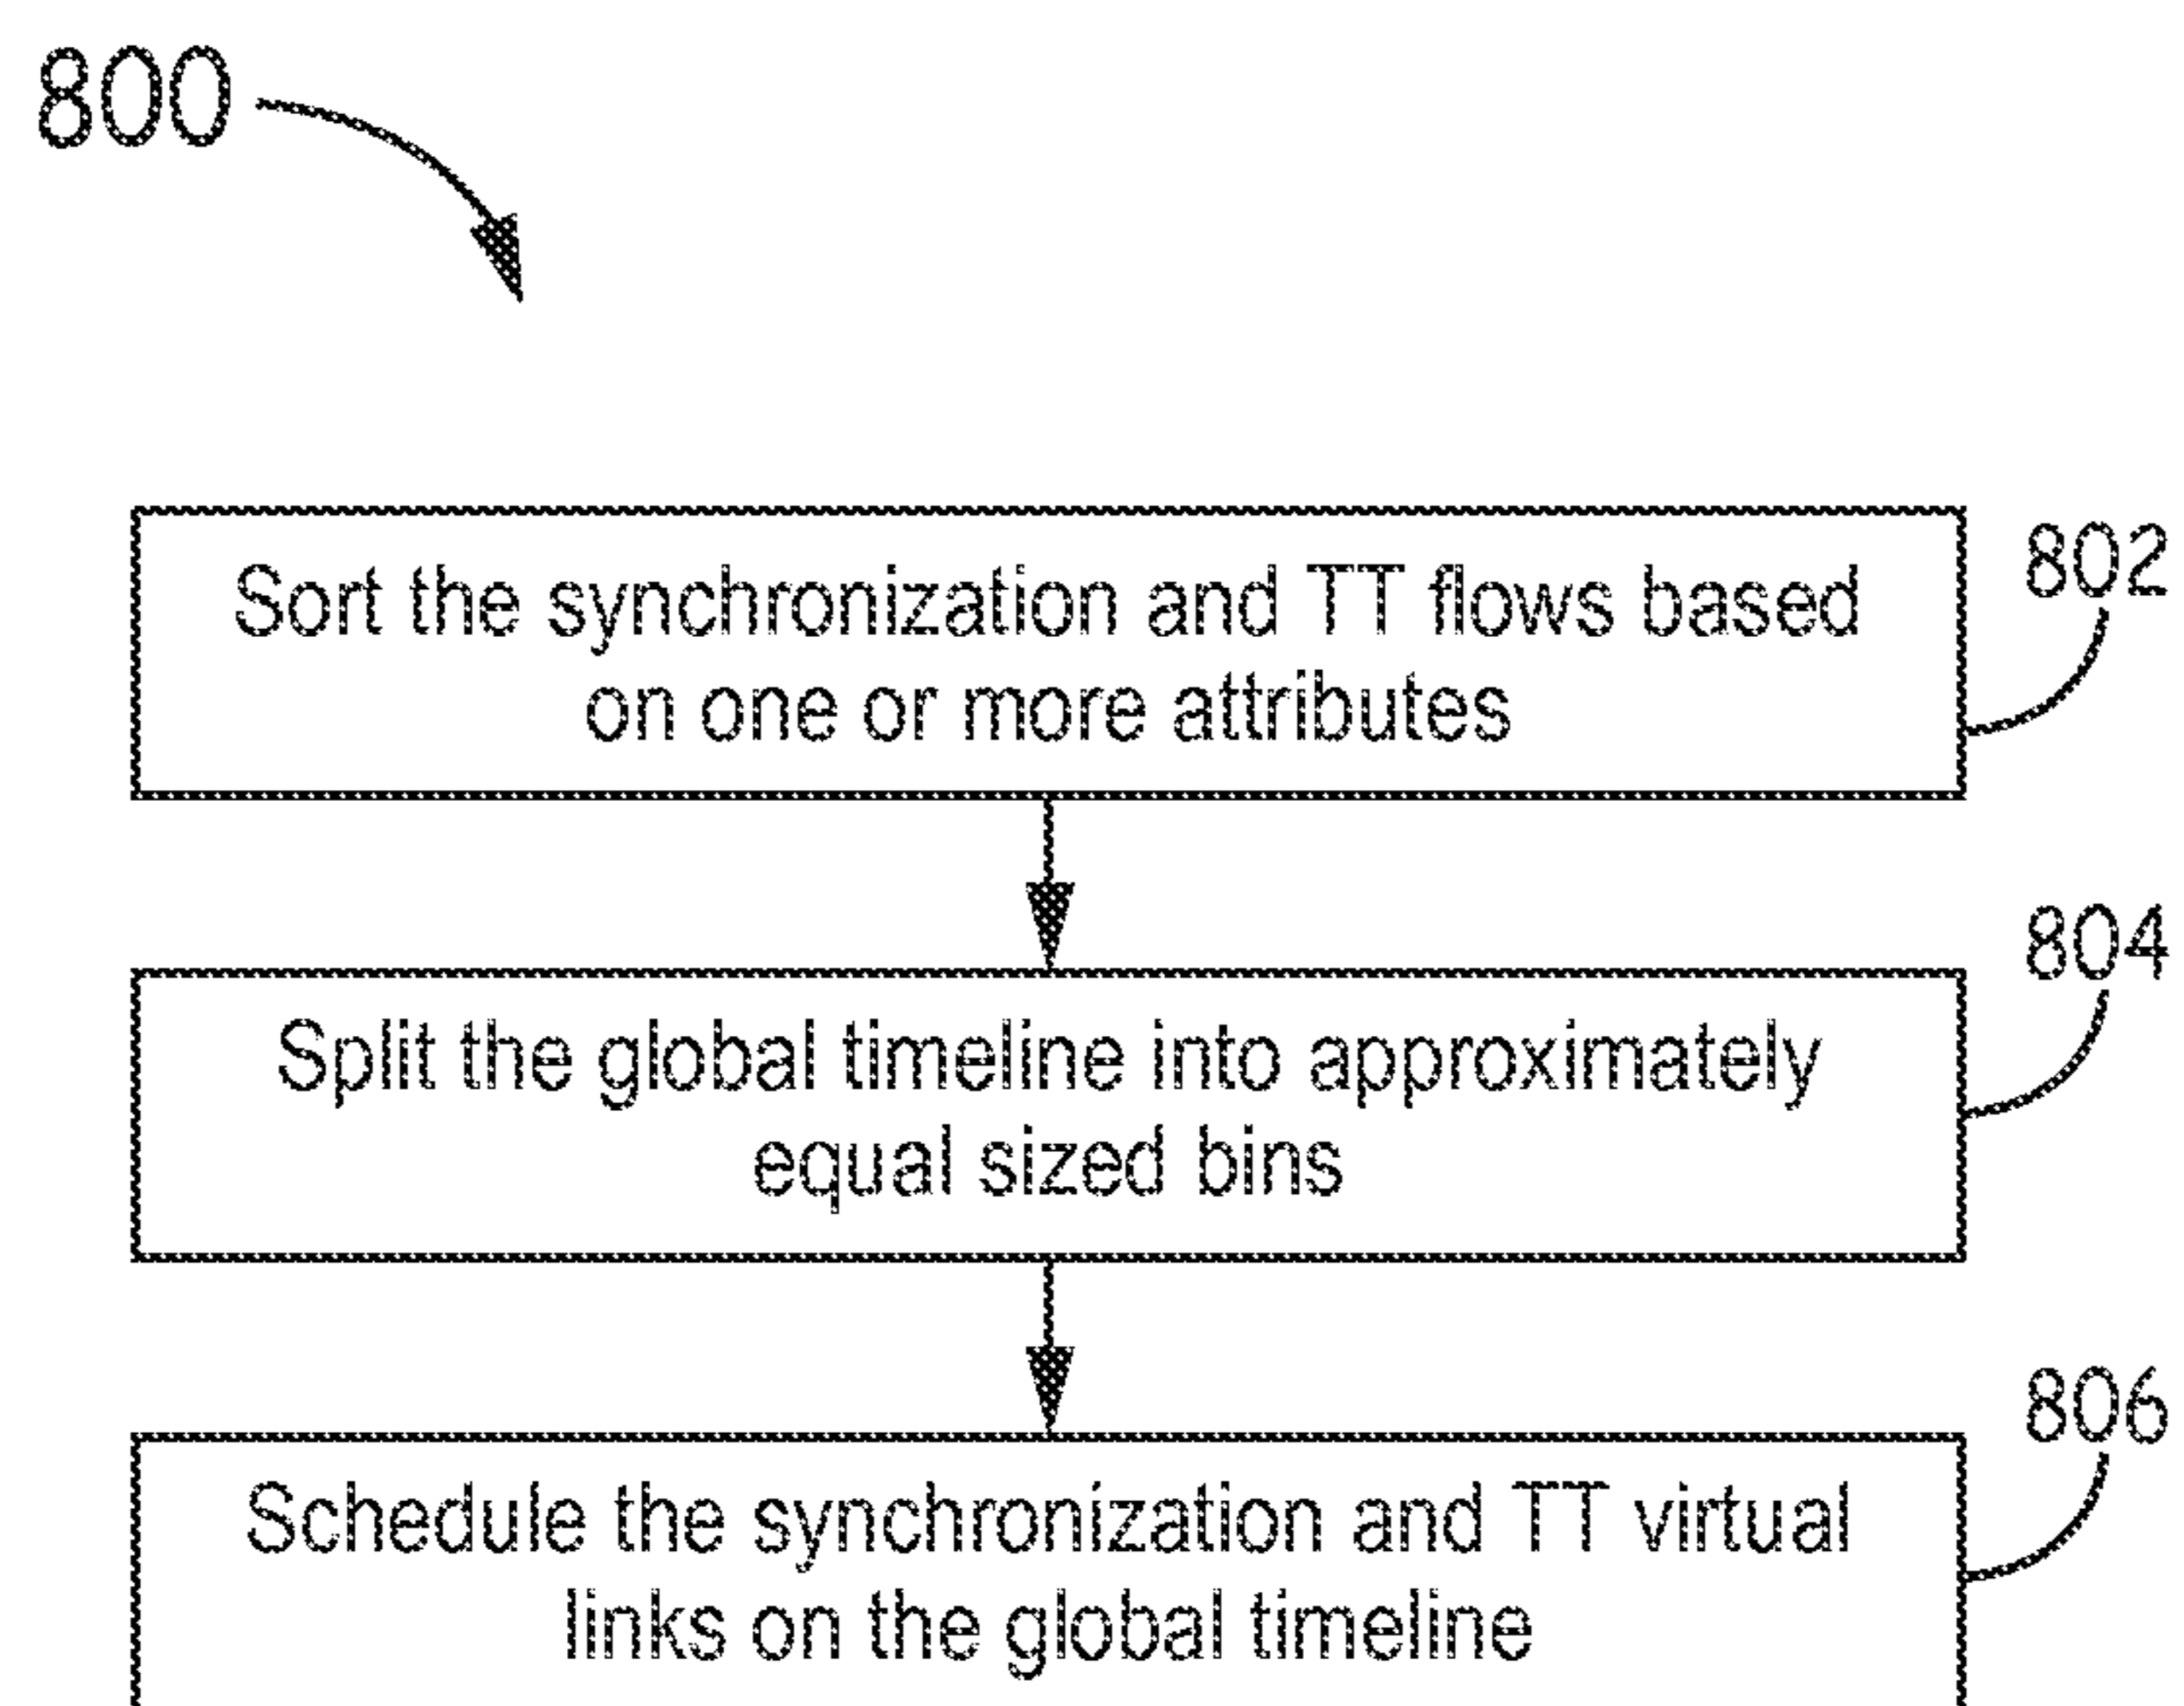 800
802
Sort the synchronization and TT flows based
on one or more attributes
804
Split the global timeline into approximately
equal sized bins
806
Schedule the synchronization and TT virtual
links on the global timeline